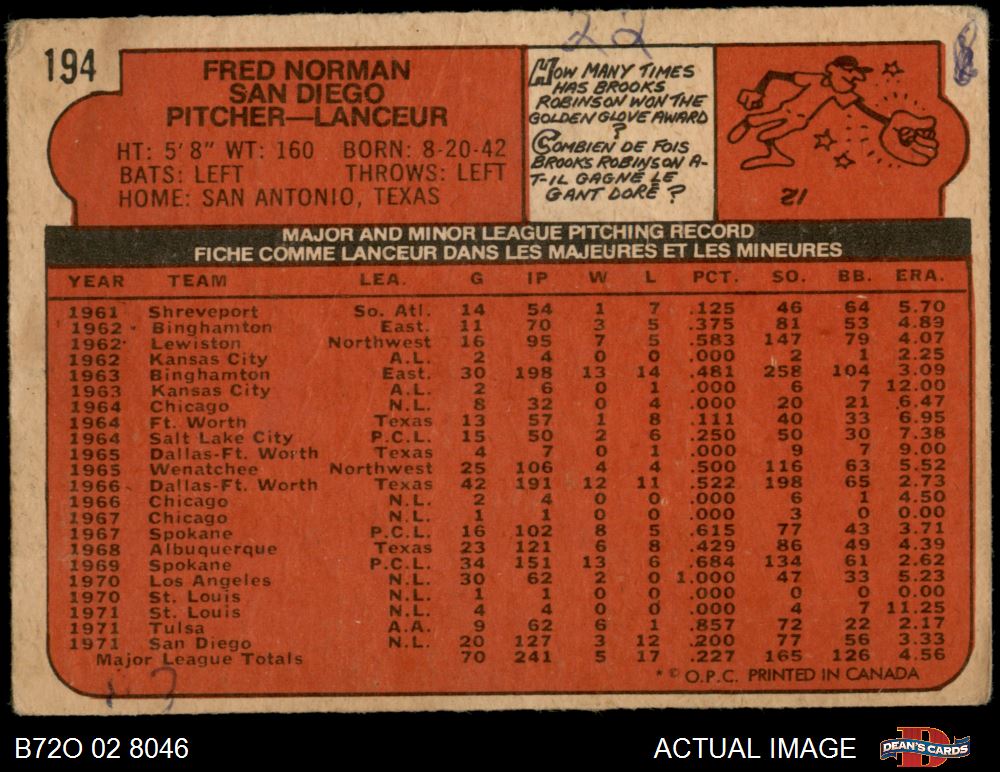 22
194
FRED NORMAN
SAN DIEGO
PITCHER—LANCEUR
HT: 5'8" WT: 160 BORN: 8-20-42
BATS: LEFT THROWS: LEFT
HOME: SAN ANTONIO, TEXAS
HOW MANY TIMES
HAS BROOKS
ROBINSON WON THE
GOLDEN GLOVE AWARD
?
COMBIEN DE FOIS
BROOKS ROBINSON A-
T-IL GAGNÉ LE
GANT DORÉ ?
21
MAJOR AND MINOR LEAGUE PITCHING RECORD
FICHE COMME LANCEUR DANS LES MAJEURES ET LES MINEURES
YEAR TEAM LEA. G IP W L PCT. SO. BB. ERA.
1961 Shreveport So. Atl. 14 54 1 7 .125 46 64 5.70
1962 Binghamton East. 11 70 3 5 .375 81 53 4.89
1962 Lewiston Northwest 16 95 7 5 .583 147 79 4.07
1962 Kansas City A.L. 2 4 0 0 .000 2 1 2.25
1963 Binghamton East. 30 198 13 14 .481 258 104 3.09
1963 Kansas City A.L. 2 6 0 1 .000 6 7 12.00
1964 Chicago N.L. 8 32 0 4 .000 20 21 6.47
1964 Ft. Worth Texas 13 57 1 8 .111 40 33 6.95
1964 Salt Lake City P.C.L. 15 50 2 6 .250 50 30 7.38
1965 Dallas-Ft. Worth Texas 4 7 0 1 .000 9 7 9.00
1965 Wenatchee Northwest 25 106 4 4 .500 116 63 5.52
1966 Dallas-Ft. Worth Texas 42 191 12 11 .522 198 65 2.73
1966 Chicago N.L. 2 4 0 0 .000 6 1 4.50
1967 Chicago N.L. 1 1 0 0 .000 3 0 0.00
1967 Spokane P.C.L. 16 102 8 5 .615 77 43 3.71
1968 Albuquerque Texas 23 121 6 8 .429 86 49 4.39
1969 Spokane P.C.L. 34 151 13 6 .684 134 61 2.62
1970 Los Angeles N.L. 30 62 2 0 1.000 47 33 5.23
1970 St. Louis N.L. 1 1 0 0 .000 0 0 0.00
1971 St. Louis N.L. 4 4 0 0 .000 4 7 11.25
1971 Tulsa A.A. 9 62 6 1 .857 72 22 2.17
1971 San Diego N.L. 20 127 3 12 .200 77 56 3.33
Major League Totals 70 241 5 17 .227 165 126 4.56
* © O.P.C. PRINTED IN CANADA
B72O 02 8046
ACTUAL IMAGE
DEAN'S CARDS